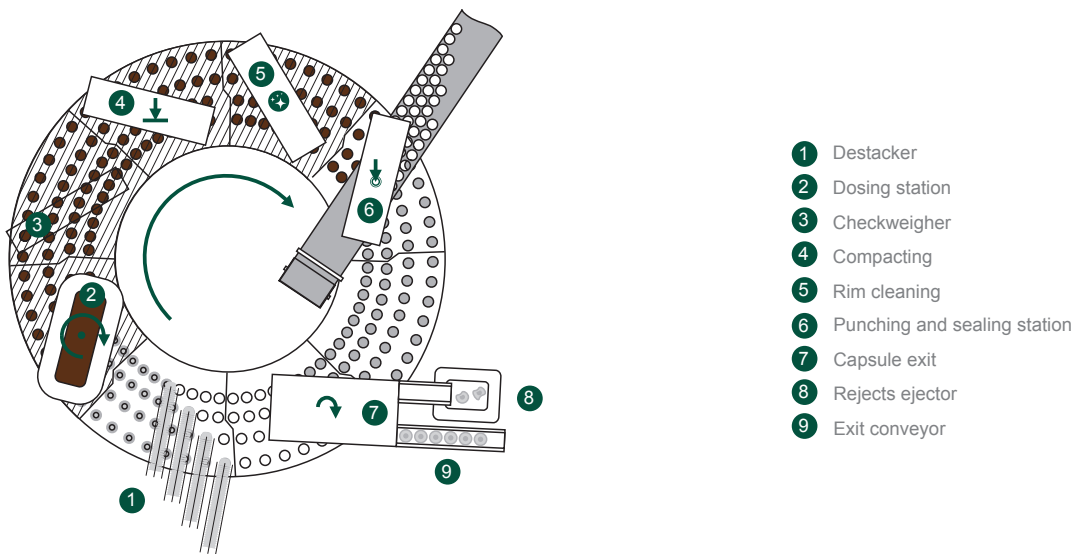 5
4
6
3
2
7
8
9
1
1 Destacker
2 Dosing station
3 Checkweigher
4 Compacting
5 Rim cleaning
6 Punching and sealing station
7 Capsule exit
8 Rejects ejector
9 Exit conveyor